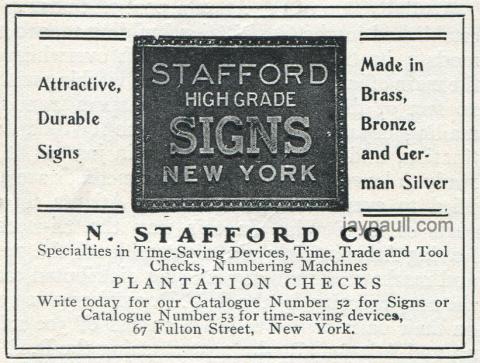 Attractive,
Durable
Signs
STAFFORD
HIGH GRADE
SIGNS
NEW YORK
Made in
Brass,
Bronze
and Ger-
man Silver
jaypaull.com
N. STAFFORD CO.
Specialties in Time-Saving Devices, Time, Trade and Tool
Checks, Numbering Machines
PLANTATION CHECKS
Write today for our Catalogue Number 52 for Signs or
Catalogue Number 53 for time-saving devices,
67 Fulton Street, New York.